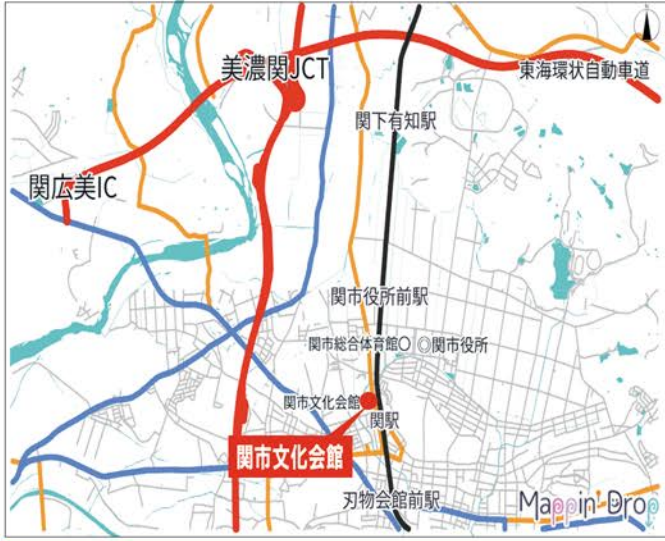 美濃関JCT
東海環状自動車道
関下有知駅
関広美IC
関市役所前駅
関市総合体育館○ ◎関市役所
関市文化会館
関駅
関市文化会館
刃物会館前駅
Mappin'Drop